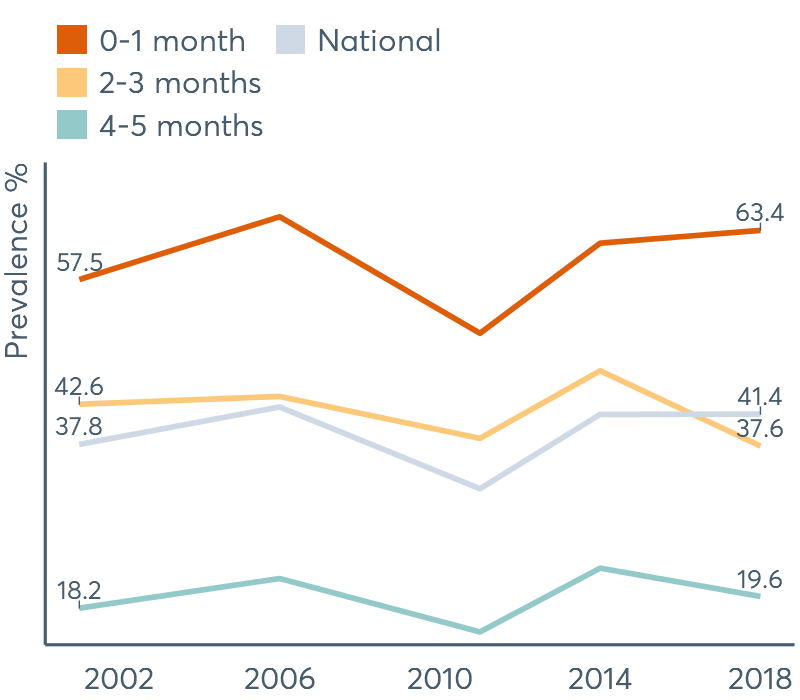 0-1 month
National
2-3 months
4-5 months
Prevalence %
63.4
57.5
42.6
41.4
37.8
37.6
18.2
19.6
2002 2006 2010 2014 2018